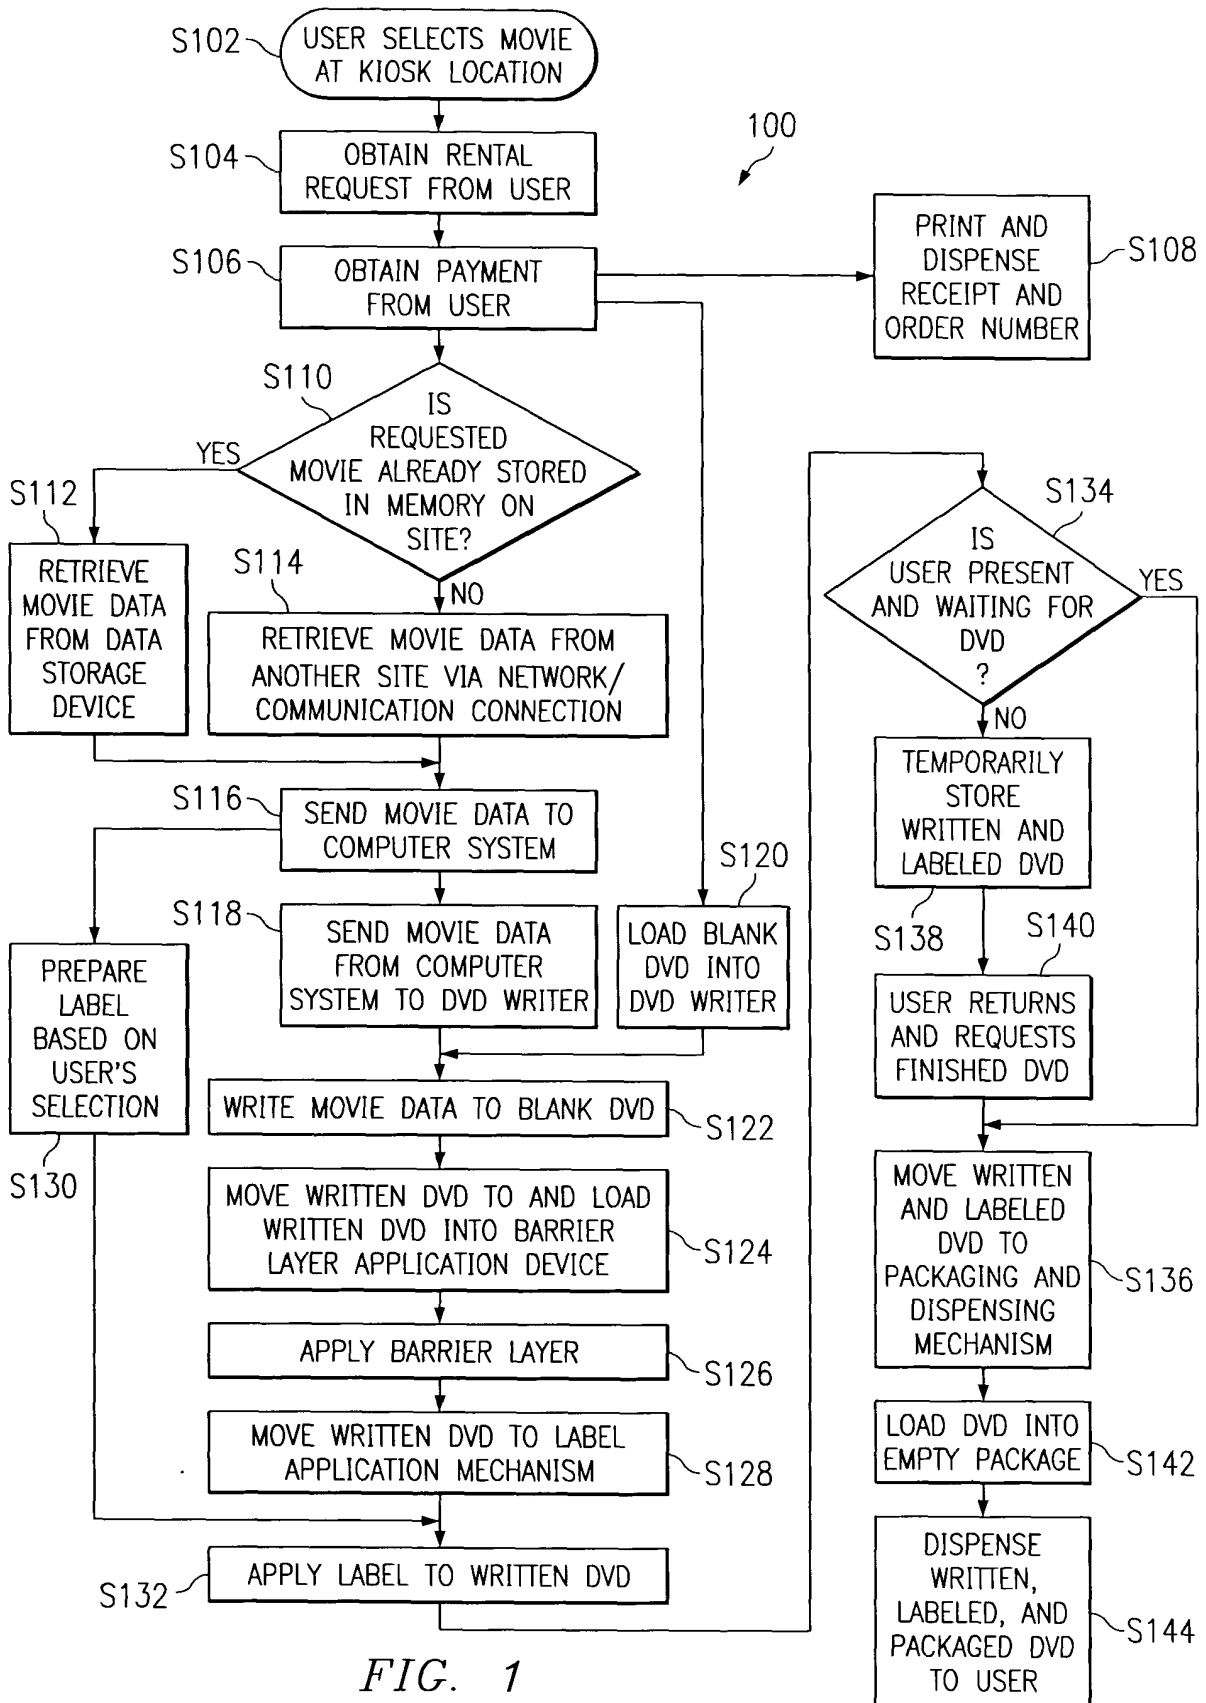 S102
USER SELECTS MOVIE
AT KIOSK LOCATION
100
S104
OBTAIN RENTAL
REQUEST FROM USER
S106
OBTAIN PAYMENT
FROM USER
PRINT AND
DISPENSE
RECEIPT AND
ORDER NUMBER
S108
S110
IS
REQUESTED
MOVIE ALREADY STORED
IN MEMORY ON
SITE?
YES
NO
S112
RETRIEVE
MOVIE DATA
FROM DATA
STORAGE
DEVICE
S114
RETRIEVE MOVIE DATA FROM
ANOTHER SITE VIA NETWORK/
COMMUNICATION CONNECTION
S116
SEND MOVIE DATA TO
COMPUTER SYSTEM
S118
SEND MOVIE DATA
FROM COMPUTER
SYSTEM TO DVD WRITER
S120
LOAD BLANK
DVD INTO
DVD WRITER
PREPARE
LABEL
BASED ON
USER'S
SELECTION
S130
WRITE MOVIE DATA TO BLANK DVD
S122
MOVE WRITTEN DVD TO AND LOAD
WRITTEN DVD INTO BARRIER
LAYER APPLICATION DEVICE
S124
APPLY BARRIER LAYER
S126
MOVE WRITTEN DVD TO LABEL
APPLICATION MECHANISM
S128
S132
APPLY LABEL TO WRITTEN DVD
S134
IS
USER PRESENT
AND WAITING FOR
DVD
?
YES
NO
TEMPORARILY
STORE
WRITTEN AND
LABELED DVD
S138
S140
USER RETURNS
AND REQUESTS
FINISHED DVD
MOVE WRITTEN
AND LABELED
DVD TO
PACKAGING AND
DISPENSING
MECHANISM
S136
LOAD DVD INTO
EMPTY PACKAGE
S142
DISPENSE
WRITTEN,
LABELED, AND
PACKAGED DVD
TO USER
S144
FIG. 1